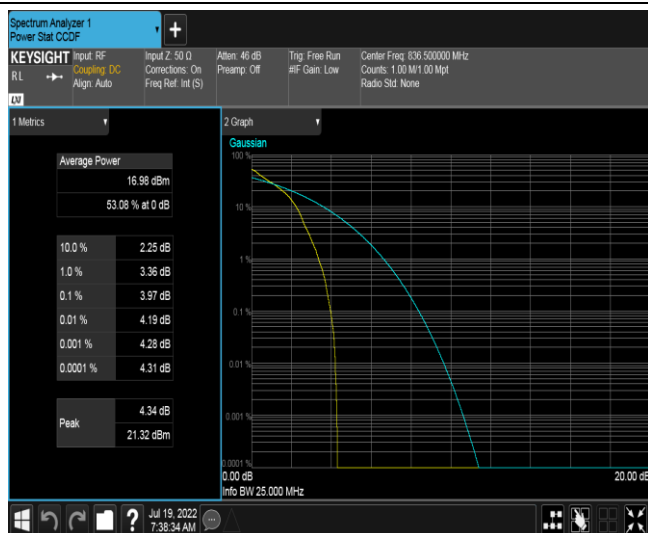 Spectrum Analyzer 1
Power Stat CCDF
+
KEYSIGHT
RL
LXI
Input: RF
Coupling: DC
Align: Auto
Input Z: 50 Ω
Corrections: On
Freq Ref: Int (S)
Atten: 46 dB
Preamp: Off
Trig: Free Run
#IF Gain: Low
Center Freq: 836.500000 MHz
Counts: 1.00 M/1.00 Mpt
Radio Std: None
1 Metrics
Average Power
16.98 dBm
53.08 % at 0 dB
10.0 % 2.25 dB
1.0 % 3.36 dB
0.1 % 3.97 dB
0.01 % 4.19 dB
0.001 % 4.28 dB
0.0001 % 4.31 dB
Peak
4.34 dB
21.32 dBm
2 Graph
Gaussian
100 %
10 %
1 %
0.1 %
0.01 %
0.001 %
0.0001 %
0.00 dB
20.00 dB
Info BW 25.000 MHz
?
Jul 19, 2022
7:38:34 AM